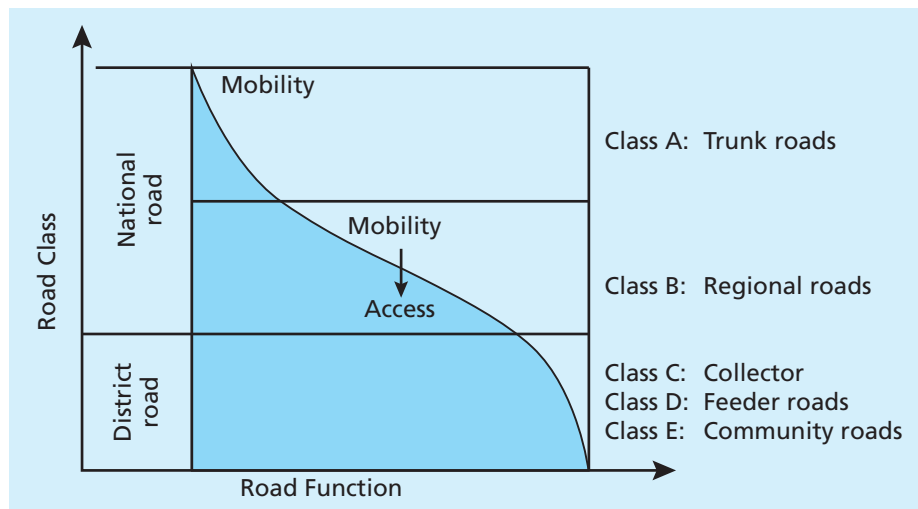 Mobility
Class A: Trunk roads
National
road
Road Class
Mobility
Access
Class B: Regional roads
District
road
Class C: Collector
Class D: Feeder roads
Class E: Community roads
Road Function